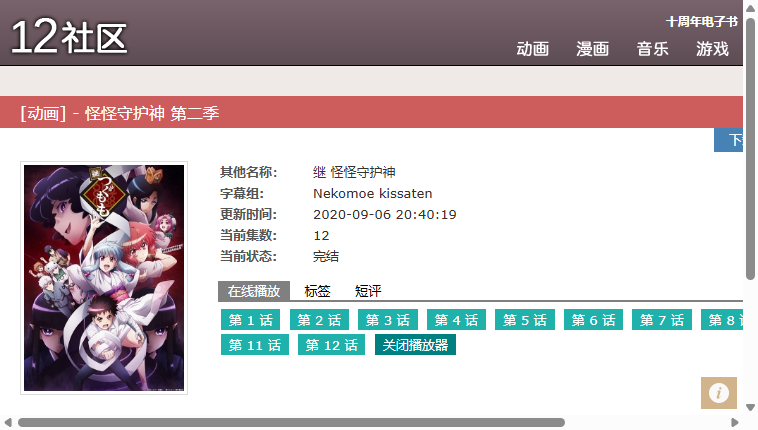 12社区
十周年电子书
动画 漫画 音乐 游戏
[动画] - 怪怪守护神 第二季
其他名称： 继 怪怪守护神
字幕组： Nekomoe kissaten
更新时间： 2020-09-06 20:40:19
当前集数： 12
当前状态： 完结
在线播放 标签 短评
第 1 话 第 2 话 第 3 话 第 4 话 第 5 话 第 6 话 第 7 话 第 8
第 11 话 第 12 话 关闭播放器
つぐもも